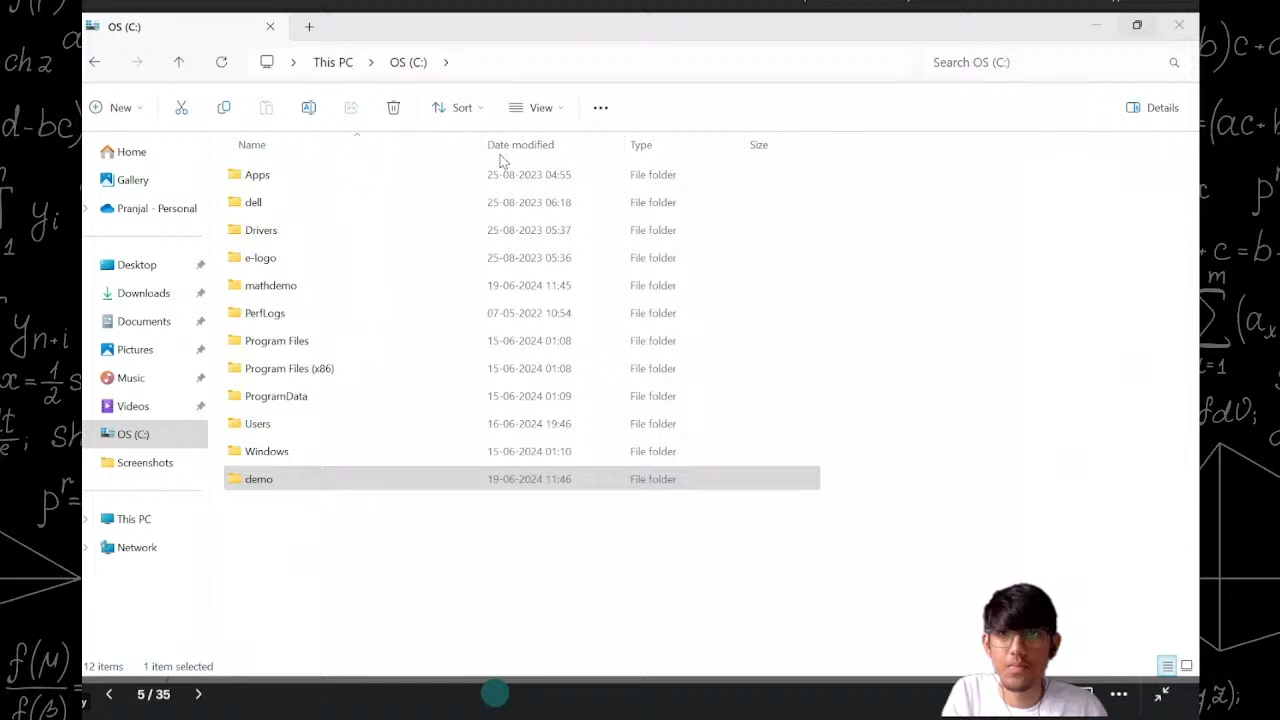 OS (C:)
This PC
OS (C:)
Search OS (C:)
New
Sort
View
Details
Name
Date modified
Type
Size
Home
Gallery
Pranjal - Personal
Desktop
Downloads
Documents
Pictures
Music
Videos
OS (C:)
Screenshots
This PC
Network
Apps 25-08-2023 04:55 File folder
dell 25-08-2023 06:18 File folder
Drivers 25-08-2023 05:37 File folder
e-logo 25-08-2023 05:36 File folder
mathdemo 19-06-2024 11:45 File folder
PerfLogs 07-05-2022 10:54 File folder
Program Files 15-06-2024 01:08 File folder
Program Files (x86) 15-06-2024 01:08 File folder
ProgramData 15-06-2024 01:09 File folder
Users 16-06-2024 19:46 File folder
Windows 15-06-2024 01:10 File folder
demo 19-06-2024 11:46 File folder
12 items
1 item selected
5 / 35